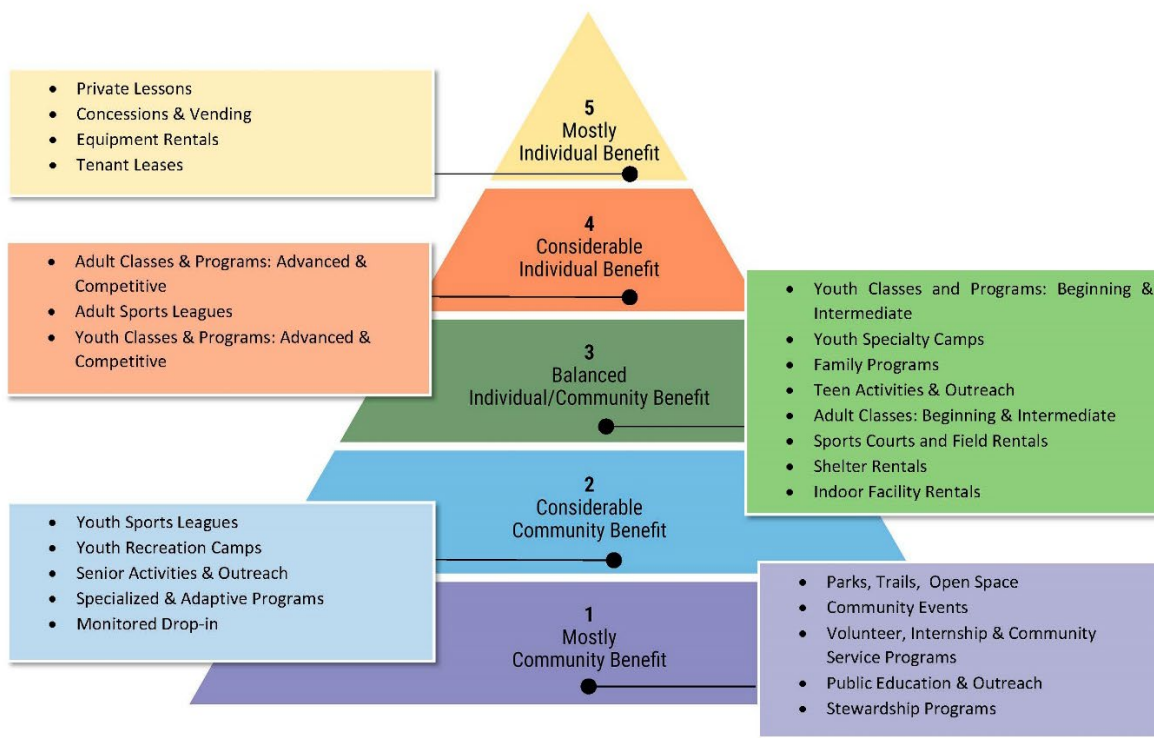 • Private Lessons
• Concessions & Vending
• Equipment Rentals
• Tenant Leases
5
Mostly
Individual Benefit
4
Considerable
Individual Benefit
• Adult Classes & Programs: Advanced &
Competitive
• Adult Sports Leagues
• Youth Classes & Programs: Advanced &
Competitive
3
Balanced
Individual/Community Benefit
• Youth Classes and Programs: Beginning &
Intermediate
• Youth Specialty Camps
• Family Programs
• Teen Activities & Outreach
• Adult Classes: Beginning & Intermediate
• Sports Courts and Field Rentals
• Shelter Rentals
• Indoor Facility Rentals
2
Considerable
Community Benefit
• Youth Sports Leagues
• Youth Recreation Camps
• Senior Activities & Outreach
• Specialized & Adaptive Programs
• Monitored Drop-in
1
Mostly
Community Benefit
• Parks, Trails, Open Space
• Community Events
• Volunteer, Internship & Community
Service Programs
• Public Education & Outreach
• Stewardship Programs